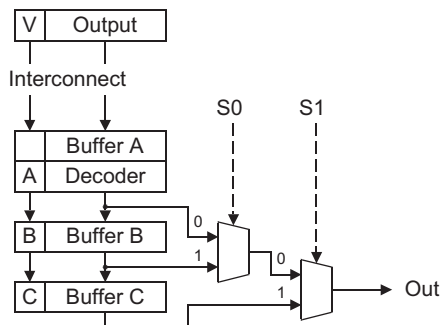 V Output
Interconnect
S0 S1
Buffer A
A Decoder
0
B Buffer B
1
0
C Buffer C
1
Out